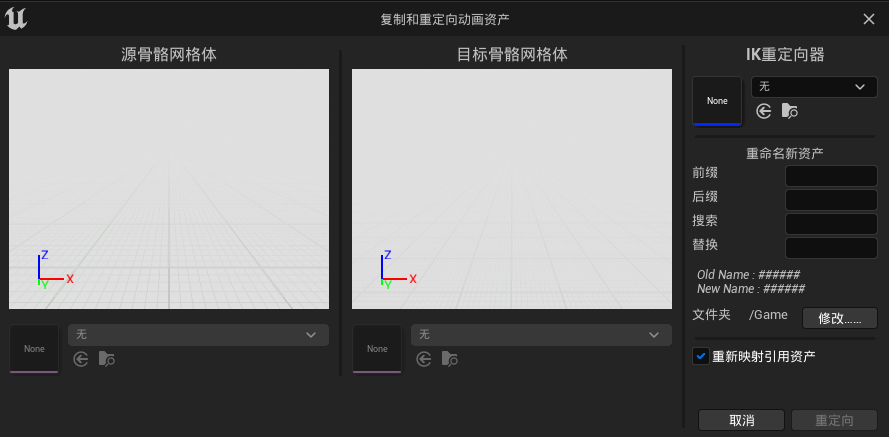 复制和重定向动画资产
源骨骼网格体
目标骨骼网格体
IK重定向器
Z
X
Y
None
无
Z
X
Y
None
无
None
无
重命名新资产
前缀
后缀
搜索
替换
Old Name : ######
New Name : ######
文件夹 /Game 修改......
重新映射引用资产
取消 重定向